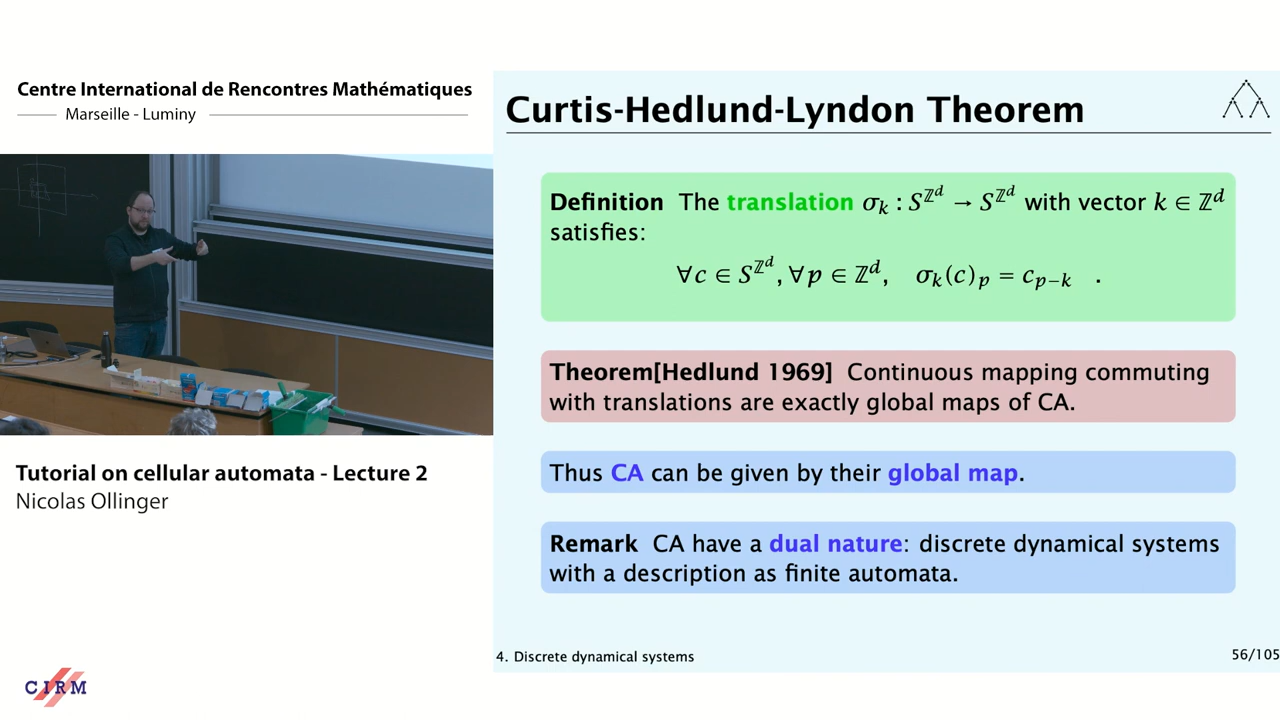 Centre International de Rencontres Mathématiques
Marseille - Luminy
Tutorial on cellular automata - Lecture 2
Nicolas Ollinger
CIRM
Curtis-Hedlund-Lyndon Theorem
Definition The translation σₖ : S^ℤ^d → S^ℤ^d with vector k ∈ ℤ^d
satisfies:
∀c ∈ S^ℤ^d, ∀p ∈ ℤ^d, σₖ(c)ₚ = c_{p−k} .
Theorem[Hedlund 1969] Continuous mapping commuting
with translations are exactly global maps of CA.
Thus CA can be given by their global map.
Remark CA have a dual nature: discrete dynamical systems
with a description as finite automata.
4. Discrete dynamical systems
56/105